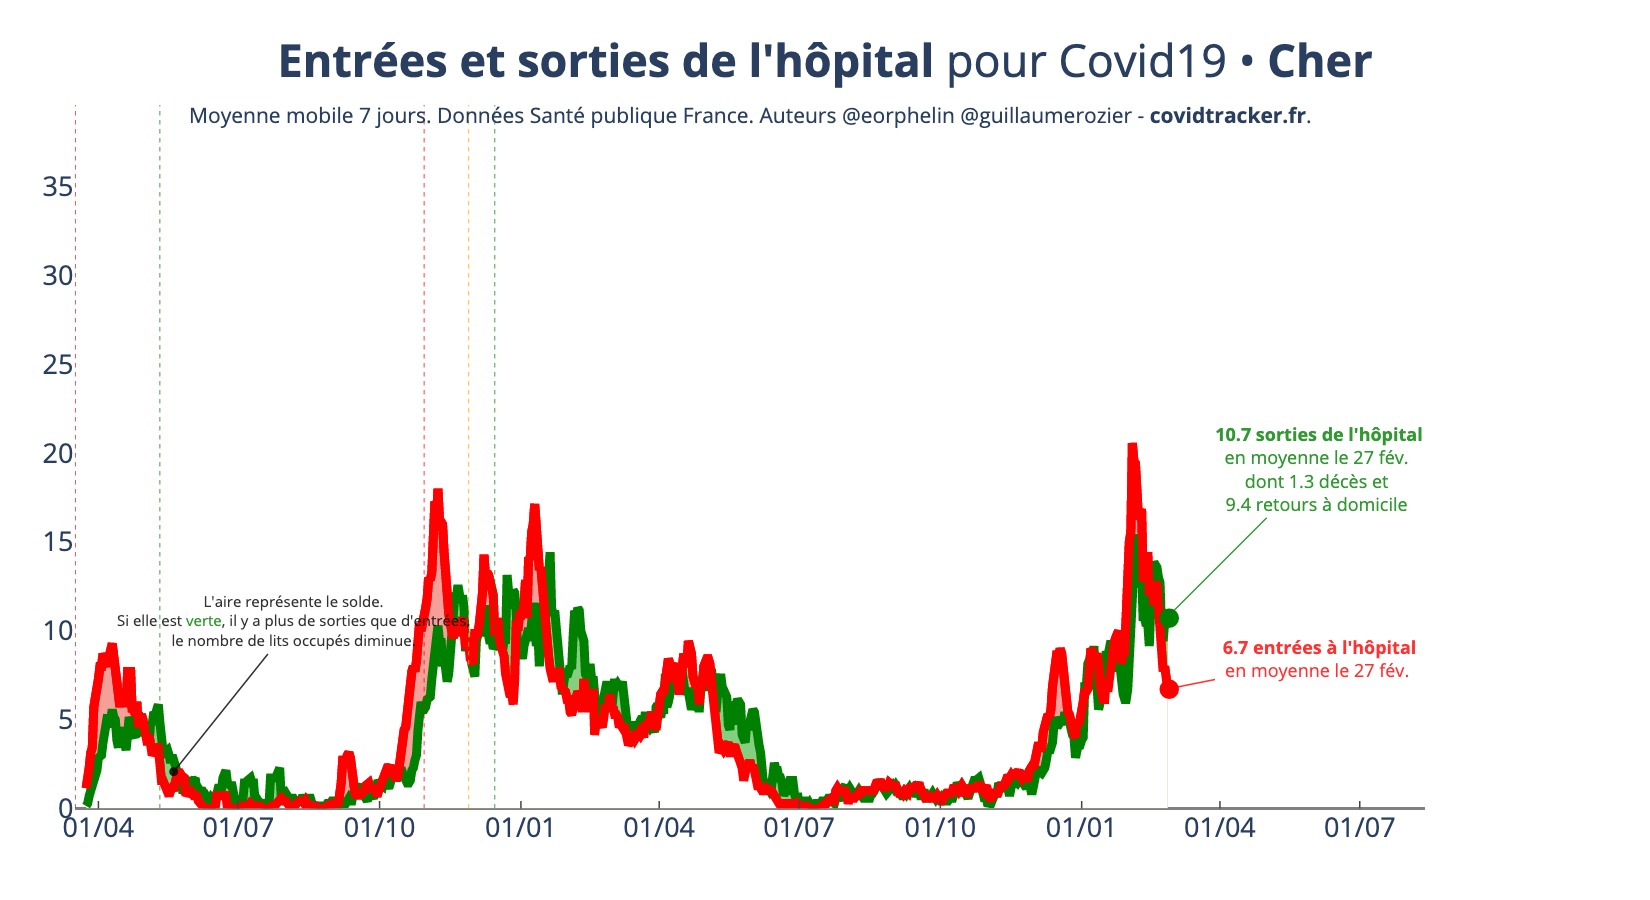 Entrées et sorties de l'hôpital pour Covid19 • Cher
Moyenne mobile 7 jours. Données Santé publique France. Auteurs @eorphelin @guillaumerozier - covidtracker.fr.
35
30
25
20
15
10
5
0
10.7 sorties de l'hôpital
en moyenne le 27 fév.
dont 1.3 décès et
9.4 retours à domicile
L'aire représente le solde.
Si elle est verte, il y a plus de sorties que d'entrées,
le nombre de lits occupés diminue.
6.7 entrées à l'hôpital
en moyenne le 27 fév.
01/04 01/07 01/10 01/01 01/04 01/07 01/10 01/01 01/04 01/07